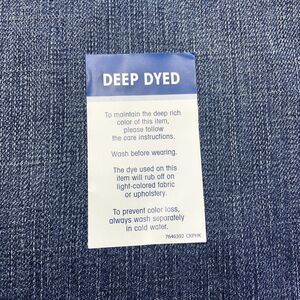 DEEP DYED
To maintain the deep rich
color of this item,
please follow
the care instructions.
Wash before wearing.
The dye used on this
item will rub off on
light-colored fabric
or upholstery.
To prevent color loss,
always wash separately
in cold water.
7646392 CKPHK